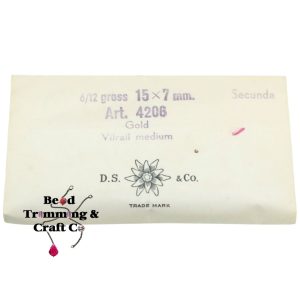 6/12 gross 15×7 mm. Secunda
Art. 4206
Gold
Vitrail medium
D.S. & Co.
TRADE MARK
Bead
Trimming &
Craft Co